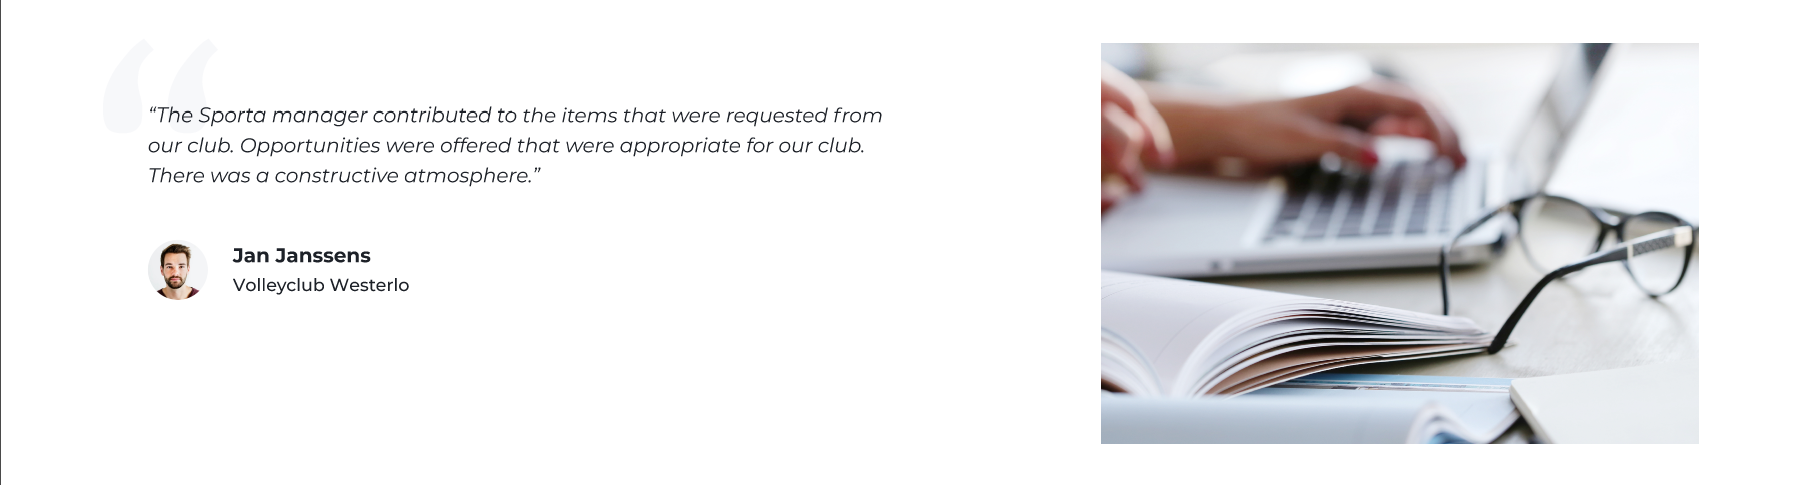 “The Sporta manager contributed to the items that were requested from
our club. Opportunities were offered that were appropriate for our club.
There was a constructive atmosphere.”
Jan Janssens
Volleyclub Westerlo